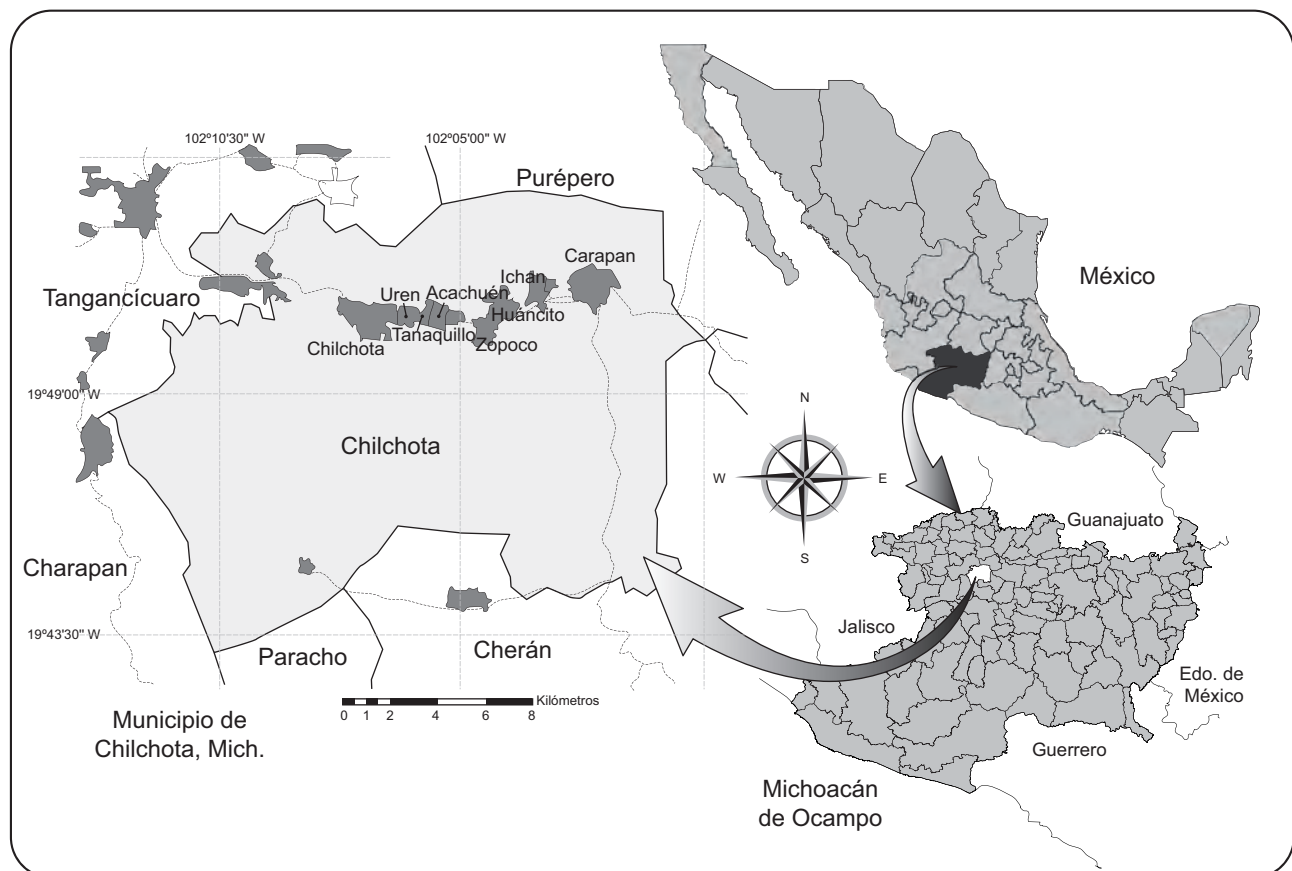 102º10'30" W
102º05'00" W
Purépero
Carapan
Ichán
Tangancícuaro
Uren
Acachuén
Huáncito
Tanaquillo
Zopoco
Chilchota
19º49'00" W
Chilchota
Charapan
19º43'30" W
Paracho
Cherán
Kilómetros
0 1 2 4 6 8
Municipio de
Chilchota, Mich.
México
N
W
E
S
Guanajuato
Jalisco
Edo. de
México
Guerrero
Michoacán
de Ocampo